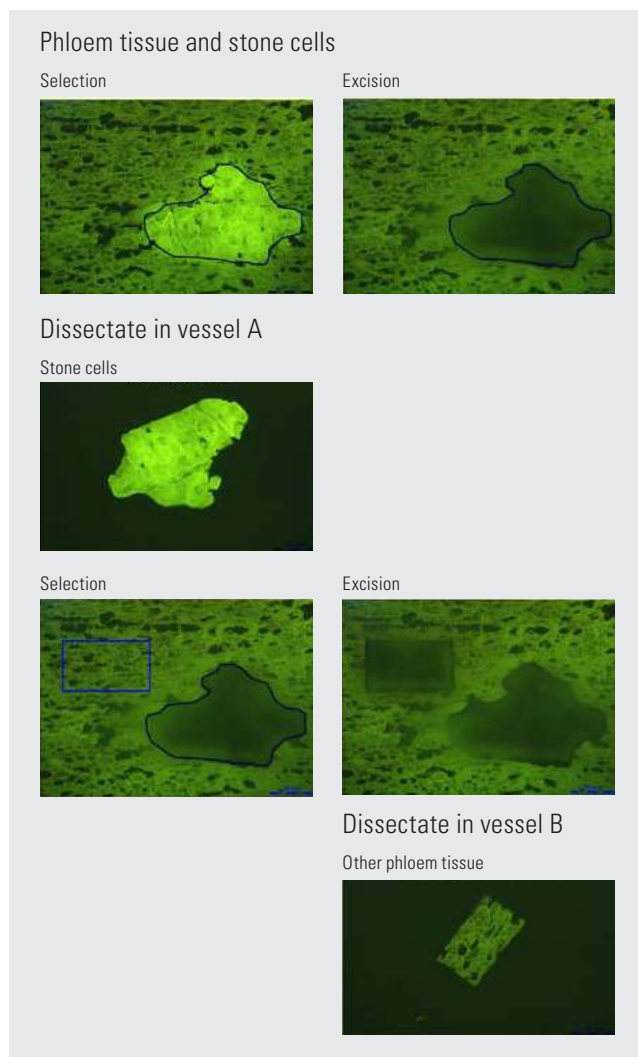 Phloem tissue and stone cells
Selection
Excision
Dissectate in vessel A
Stone cells
Selection
Excision
Dissectate in vessel B
Other phloem tissue